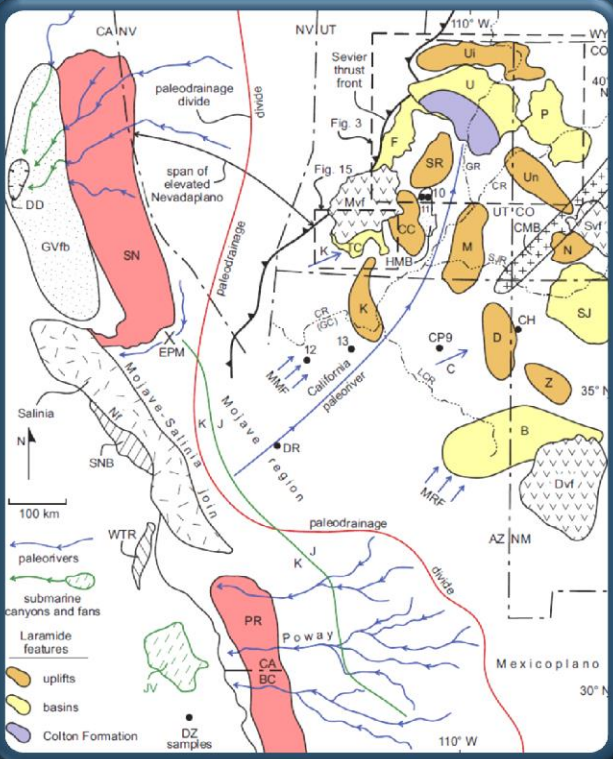 110° W
CA NV
NV UT
WY
CO
40°
N
Sevier
thrust
front
paleodrainage
divide
divide
Fig. 3
Fig. 15
span of
elevated
Nevadaplano
Ui
U
P
F
SR
GR
CR
Un
DD
GVfb
SN
Mvf
10
11
CC
UT CO
CMB
Svf
N
K
TC
HMB
M
SJR
SJ
paleodrainage
EPM
K
CR
(GC)
12
13
MMF
California
paleoriver
CP9
C
LCR
D
CH
Z
35° N
Salinia
N
Nf
SNB
Mojave-Salinia
join
K J
Mojave
region
DR
B
MRF
Dvf
100 km
WTR
paleodrainage
divide
AZ NM
J
K
paleorivers
submarine
canyons and fans
Laramide
features
uplifts
basins
Colton Formation
PR
Poway
CA
BC
JV
DZ
samples
Mexicoplano
30° N
110° W